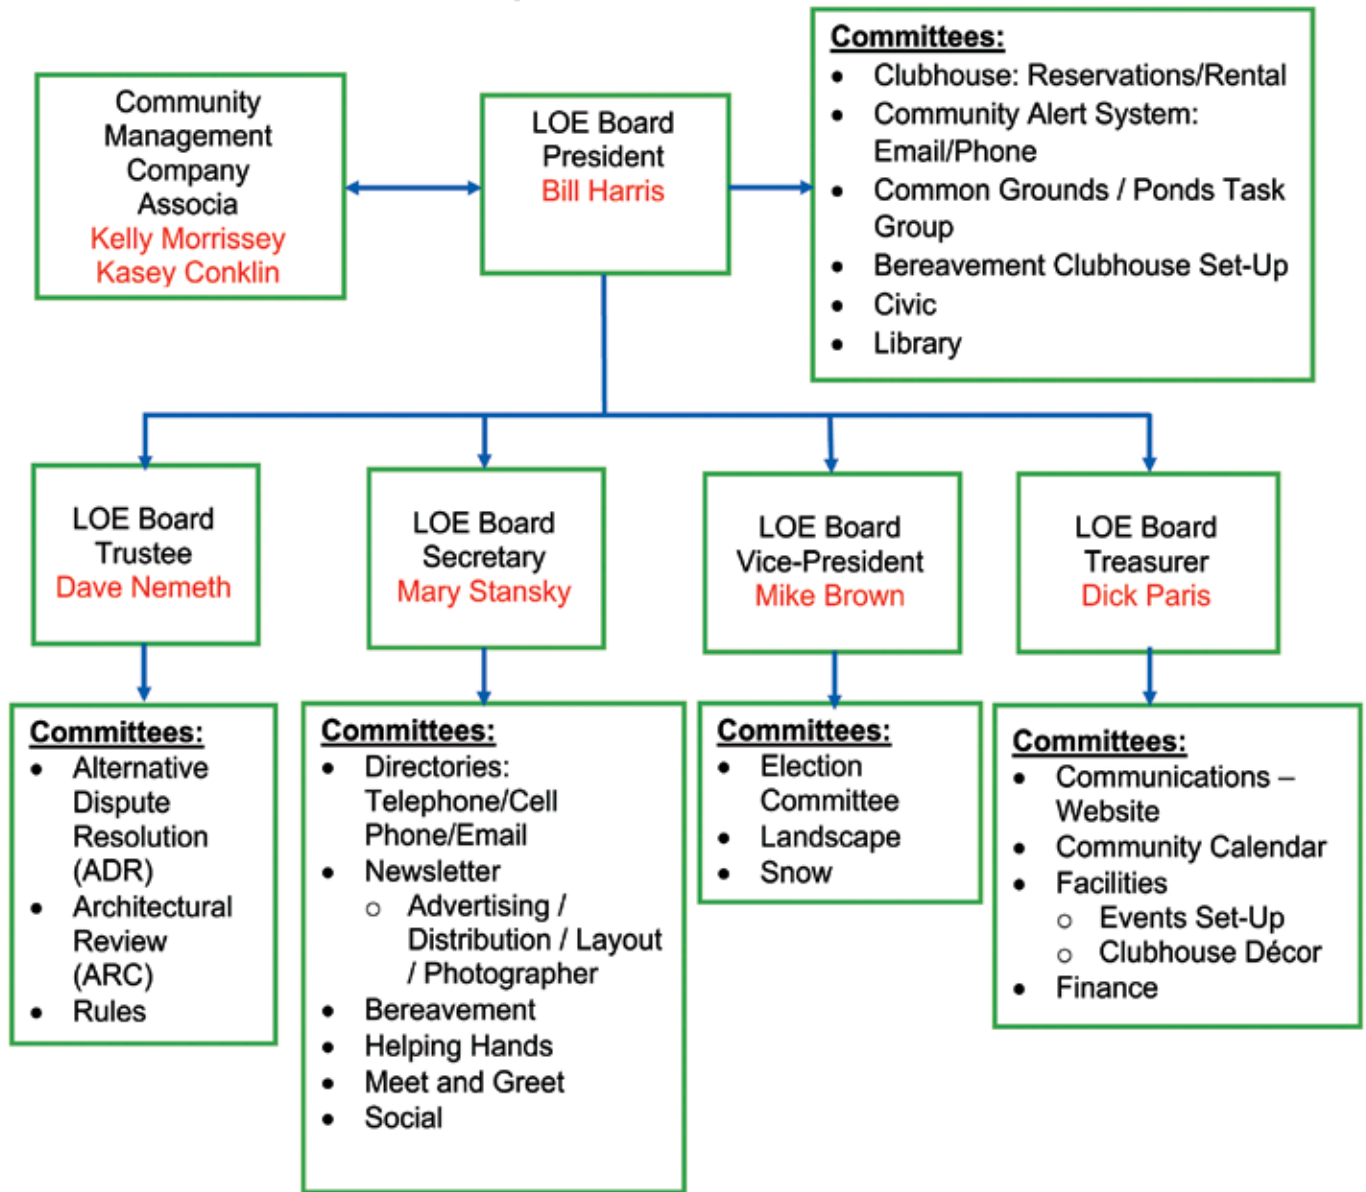 Community
Management
Company
Associa
Kelly Morrissey
Kasey Conklin
LOE Board
President
Bill Harris
Committees:
• Clubhouse: Reservations/Rental
• Community Alert System:
Email/Phone
• Common Grounds / Ponds Task
Group
• Bereavement Clubhouse Set-Up
• Civic
• Library
LOE Board
Trustee
Dave Nemeth
LOE Board
Secretary
Mary Stansky
LOE Board
Vice-President
Mike Brown
LOE Board
Treasurer
Dick Paris
Committees:
• Alternative
Dispute
Resolution
(ADR)
• Architectural
Review
(ARC)
• Rules
Committees:
• Directories:
Telephone/Cell
Phone/Email
• Newsletter
o Advertising /
Distribution / Layout
/ Photographer
• Bereavement
• Helping Hands
• Meet and Greet
• Social
Committees:
• Election
Committee
• Landscape
• Snow
Committees:
• Communications –
Website
• Community Calendar
• Facilities
o Events Set-Up
o Clubhouse Décor
• Finance